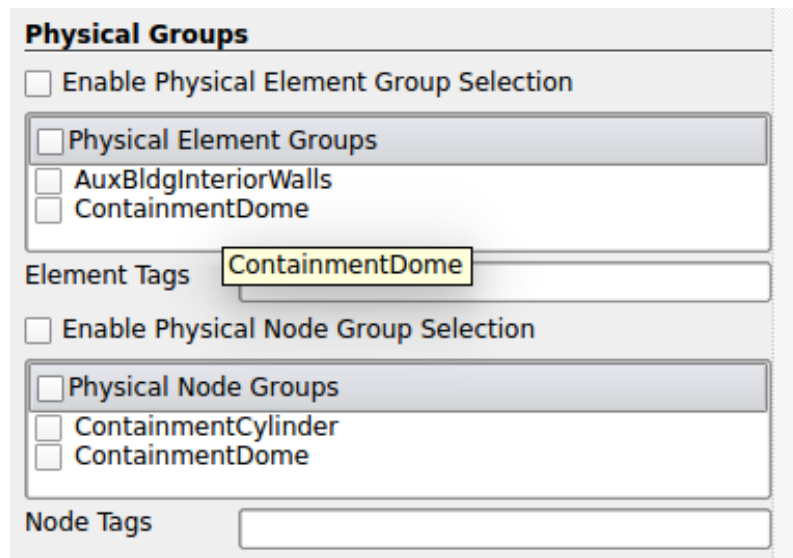 Physical Groups
Enable Physical Element Group Selection
Physical Element Groups
AuxBldgInteriorWalls
ContainmentDome
ContainmentDome
Element Tags
Enable Physical Node Group Selection
Physical Node Groups
ContainmentCylinder
ContainmentDome
Node Tags